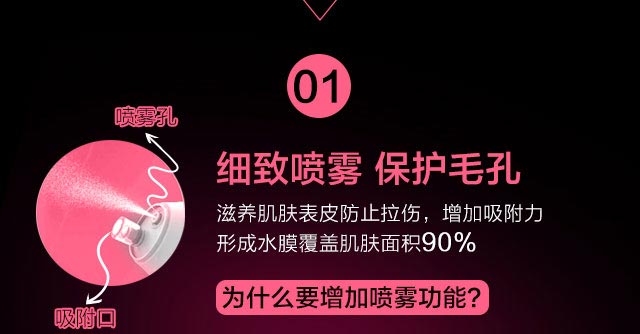 01
喷雾孔
细致喷雾 保护毛孔
滋养肌肤表皮防止拉伤，增加吸附力
形成水膜覆盖肌肤面积90%
为什么要增加喷雾功能?
吸附口